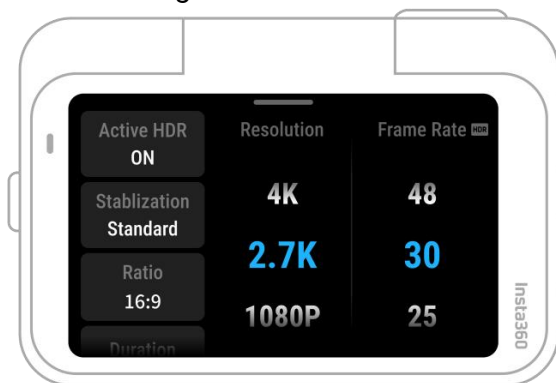 Active HDR
ON
Stablization
Standard
Ratio
16:9
Duration
Resolution
4K
2.7K
1080P
Frame Rate HDR
48
30
25
Insta360